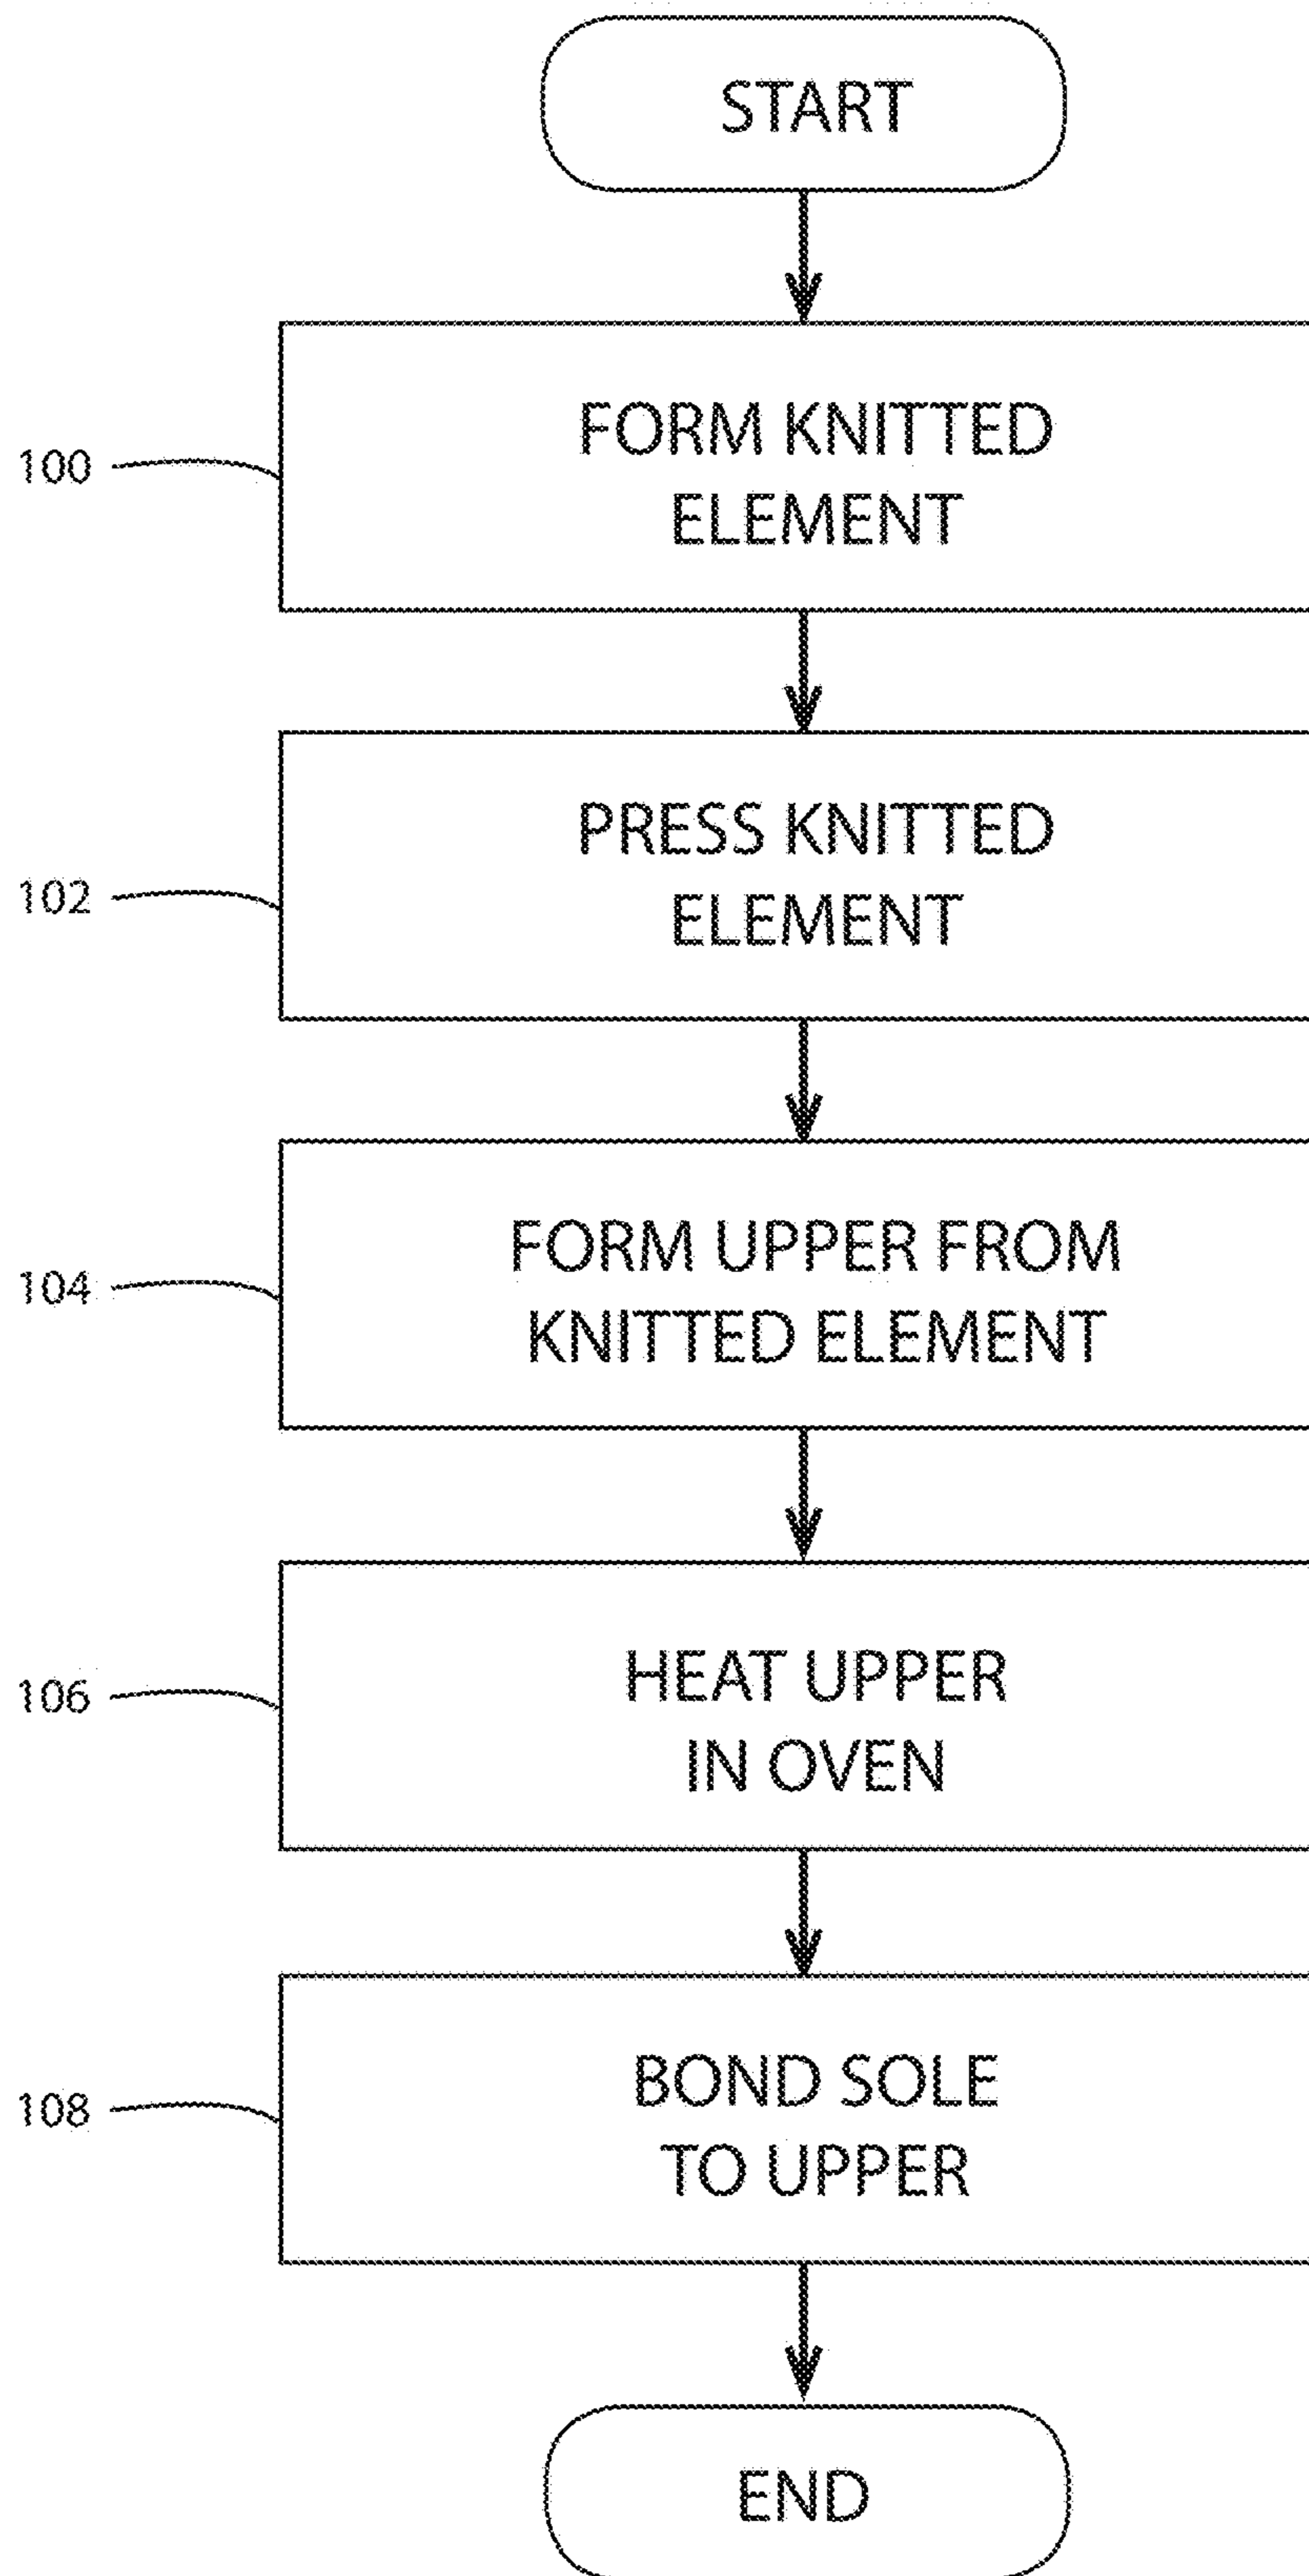 START
100
FORM KNITTED
ELEMENT
102
PRESS KNITTED
ELEMENT
104
FORM UPPER FROM
KNITTED ELEMENT
106
HEAT UPPER
IN OVEN
108
BOND SOLE
TO UPPER
END